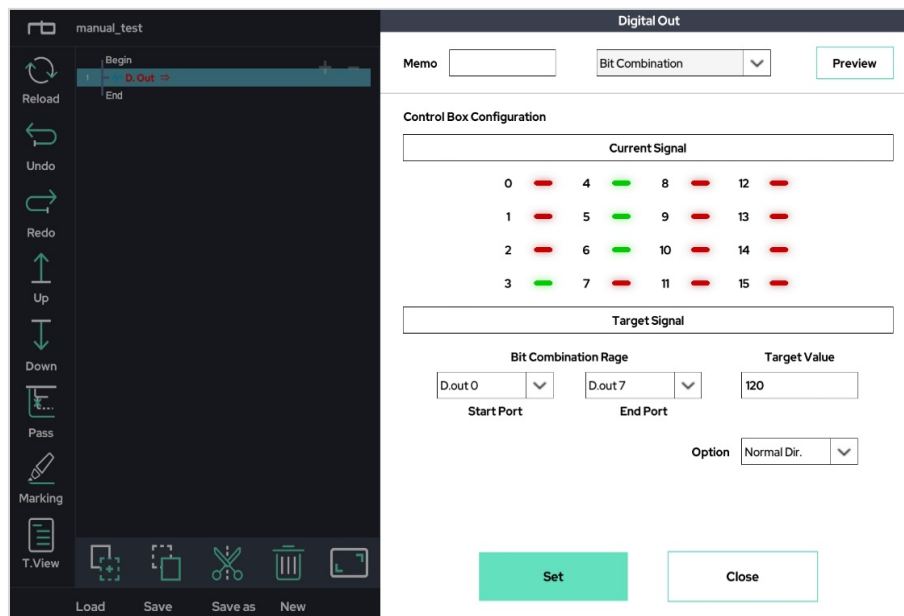 manual_test
Begin
1 D. Out ⇒
End
Reload
Undo
Redo
Up
Down
Pass
Marking
T.View
Load Save Save as New
Digital Out
Memo Bit Combination Preview
Control Box Configuration
Current Signal
0 4 8 12
1 5 9 13
2 6 10 14
3 7 11 15
Target Signal
Bit Combination Rage Target Value
D.out 0 D.out 7 120
Start Port End Port
Option Normal Dir.
Set Close